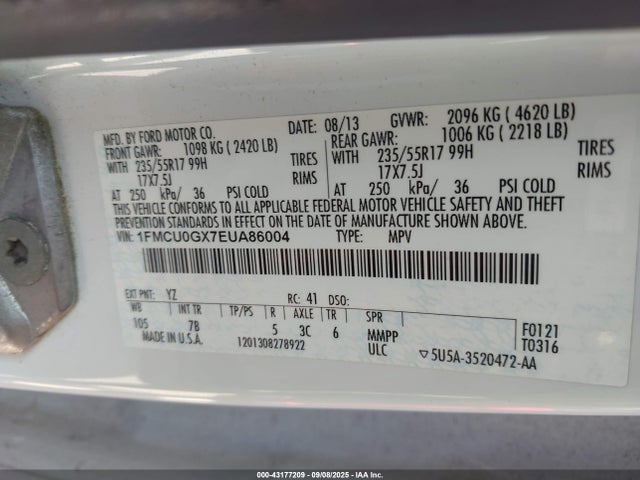 MFD. BY FORD MOTOR CO.
DATE: 08/13 GVWR: 2096 KG ( 4620 LB)
FRONT GAWR: 1098 KG ( 2420 LB)
REAR GAWR: 1006 KG ( 2218 LB)
WITH 235/55R17 99H TIRES
WITH 235/55R17 99H TIRES
17X7.5J RIMS
17X7.5J RIMS
AT 250 kPa/ 36 PSI COLD
AT 250 kPa/ 36 PSI COLD
THIS VEHICLE CONFORMS TO ALL APPLICABLE FEDERAL MOTOR VEHICLE SAFETY AND THEFT
PREVENTION STANDARDS IN EFFECT ON THE DATE OF MANUFACTURE SHOWN ABOVE.
VIN: 1FMCU0GX7EUA86004 TYPE: MPV
EXT PNT: YZ RC: 41 DSO:
WB INT TR TP/PS R AXLE TR SPR
105 7B 5 3C 6 MMPP F0121
MADE IN U.S.A. 1201308278922 ULC T0316
▽5U5A-3520472-AA
000-43177209 - 09/08/2025 - IAA Inc.